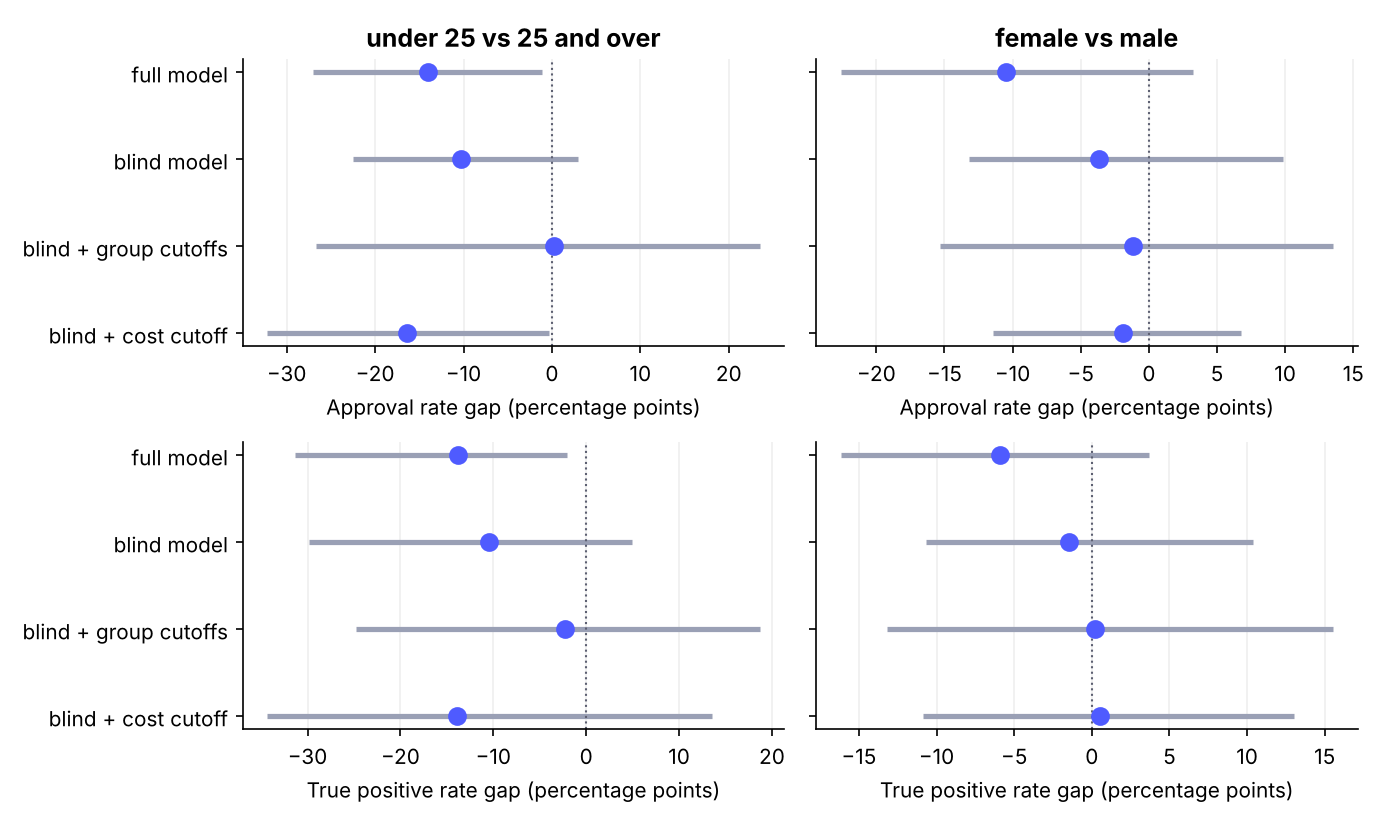 under 25 vs 25 and over
female vs male
full model
blind model
blind + group cutoffs
blind + cost cutoff
−30 −20 −10 0 10 20
−20 −15 −10 −5 0 5 10 15
Approval rate gap (percentage points)
Approval rate gap (percentage points)
full model
blind model
blind + group cutoffs
blind + cost cutoff
−30 −20 −10 0 10 20
−15 −10 −5 0 5 10 15
True positive rate gap (percentage points)
True positive rate gap (percentage points)